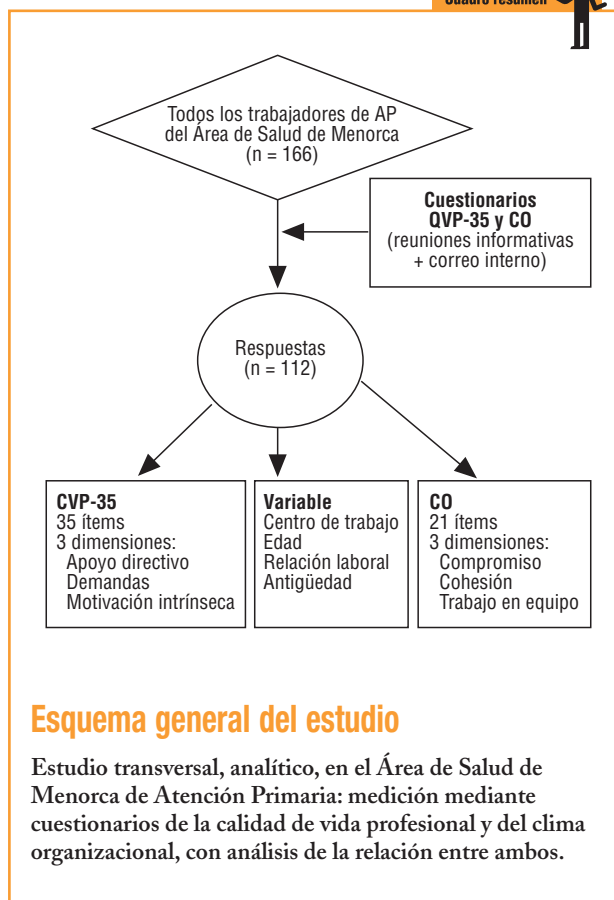 Cuadro resumen
Todos los trabajadores de AP
del Área de Salud de Menorca
(n = 166)
Cuestionarios
QVP-35 y CO
(reuniones informativas
+ correo interno)
Respuestas
(n = 112)
CVP-35
35 ítems
3 dimensiones:
Apoyo directivo
Demandas
Motivación intrínseca
Variable
Centro de trabajo
Edad
Relación laboral
Antigüedad
CO
21 ítems
3 dimensiones:
Compromiso
Cohesión
Trabajo en equipo
Esquema general del estudio
Estudio transversal, analítico, en el Área de Salud de
Menorca de Atención Primaria: medición mediante
cuestionarios de la calidad de vida profesional y del clima
organizacional, con análisis de la relación entre ambos.